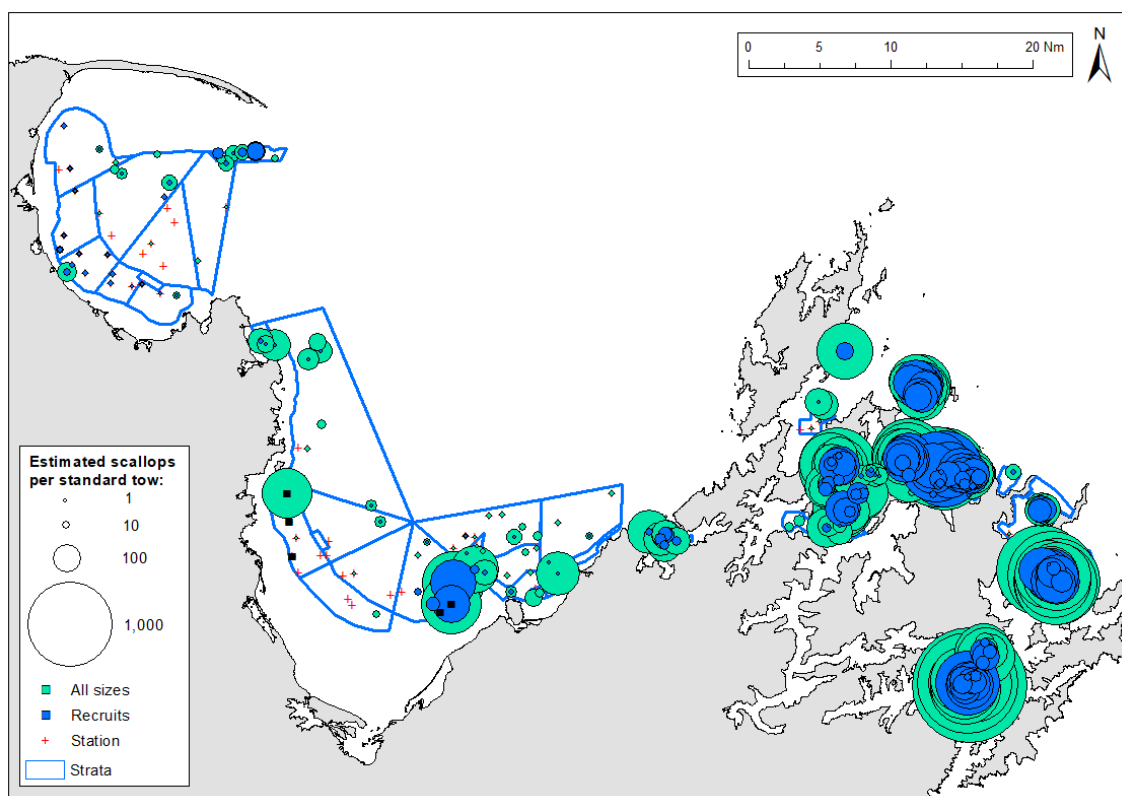 0 5 10 20 Nm
N
Estimated scallops
per standard tow:
1
10
100
1,000
All sizes
Recruits
Station
Strata